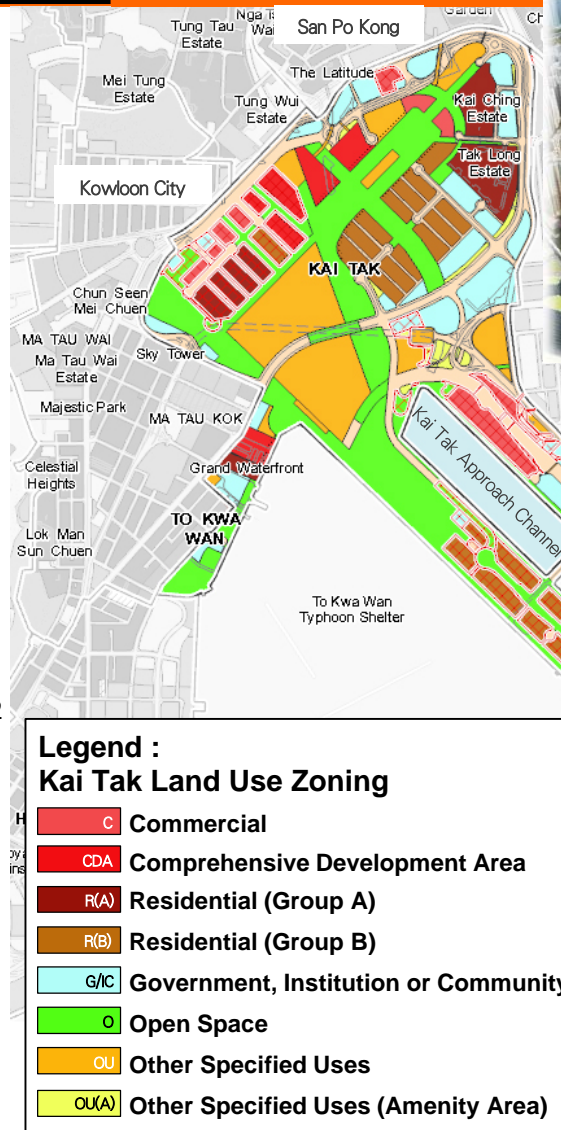 Nga
Wai
Tung Tau
Estate
San Po Kong
Garden
Mei Tung
Estate
The Latitude
Tung Wui
Estate
Kai Ching
Estate
Tak Long
Estate
Kowloon City
KAI TAK
Chun Seen
Mei Chuen
MA TAU WAI
Ma Tau Wai
Estate
Sky Tower
Majestic Park
MA TAU KOK
Kai Tak Approach Channel
Celestial
Heights
Grand Waterfront
TO KWA
WAN
Lok Man
Sun Chuen
To Kwa Wan
Typhoon Shelter
Legend :
Kai Tak Land Use Zoning
C Commercial
CDA Comprehensive Development Area
R(A) Residential (Group A)
R(B) Residential (Group B)
G/IC Government, Institution or Community
O Open Space
OU Other Specified Uses
OU(A) Other Specified Uses (Amenity Area)